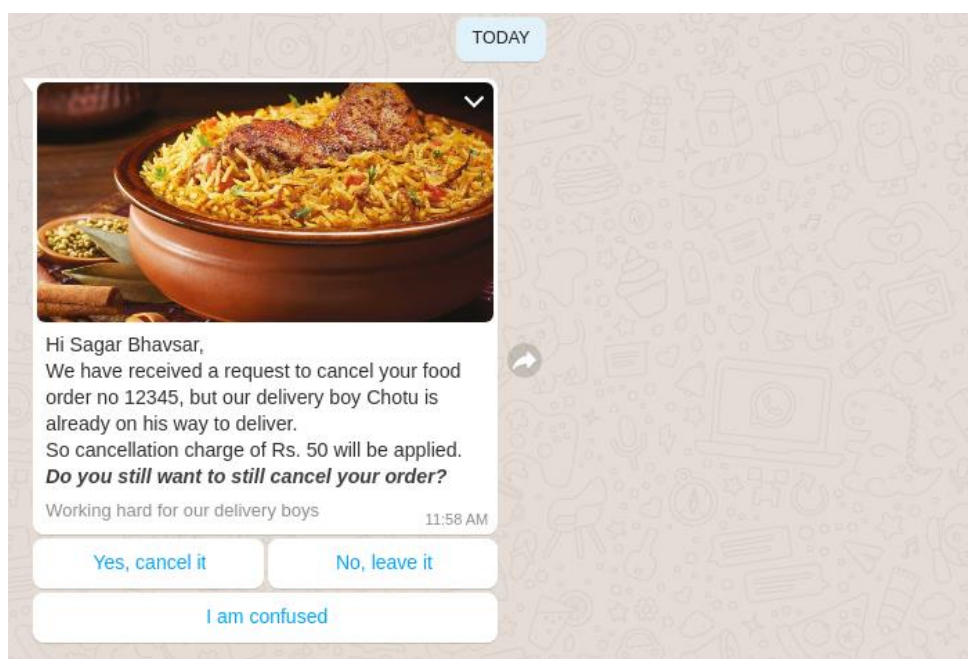 TODAY
Hi Sagar Bhavsar,
We have received a request to cancel your food
order no 12345, but our delivery boy Chotu is
already on his way to deliver.
So cancellation charge of Rs. 50 will be applied.
Do you still want to still cancel your order?
Working hard for our delivery boys
11:58 AM
Yes, cancel it
No, leave it
I am confused